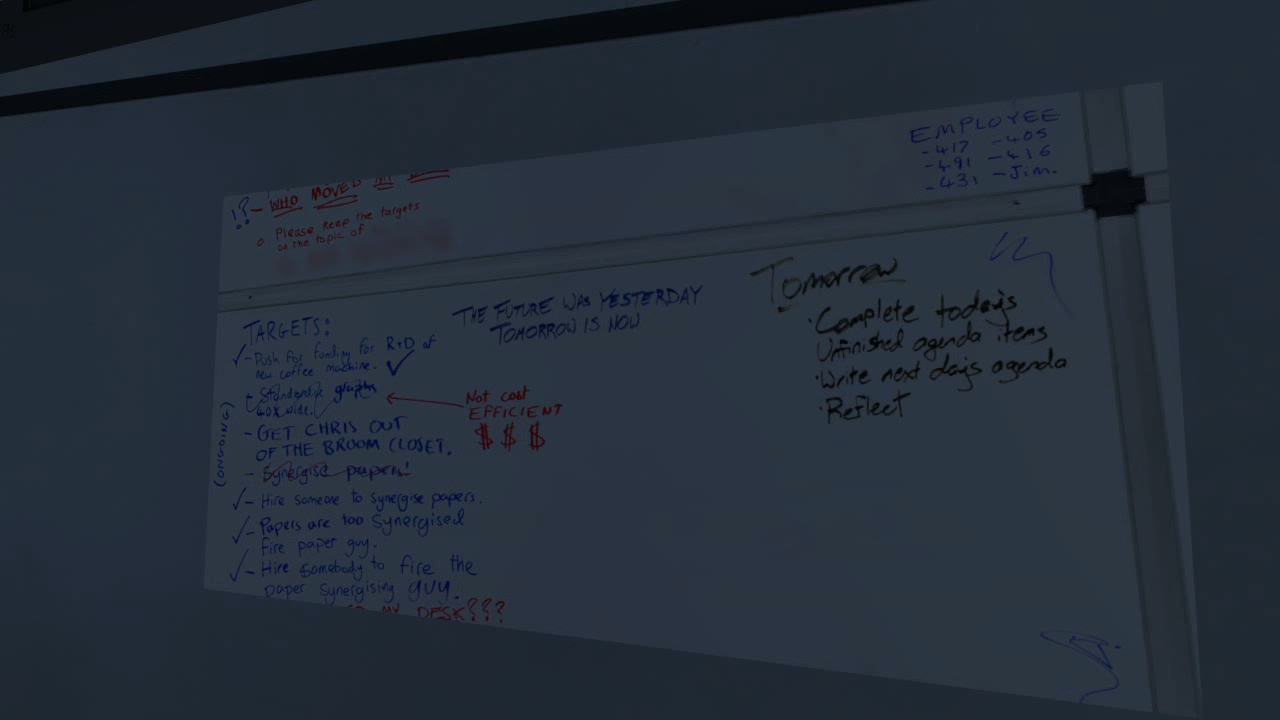 !? - WHO MOVED MY
o Please keep the targets
on the topic of
EMPLOYEE
-417 -405
-491 -416
-431 -Jim.
TARGETS:
- Push for funding for R+D of
new coffee machine.
- Standardize graphs
- GET CHRIS OUT
OF THE BROOM CLOSET.
(ONGOING)
- Synergise papers!
- Hire someone to synergise papers.
- Papers are too Synergised
fire paper guy.
- Hire Somebody to fire the
paper synergising guy.
MY DESK???
THE FUTURE WAS YESTERDAY
TOMORROW IS NOW
Not cost
EFFICIENT
$ $ $
Tomorrow
·Complete todays
Unfinished agenda items
·Write next days agenda
·Reflect